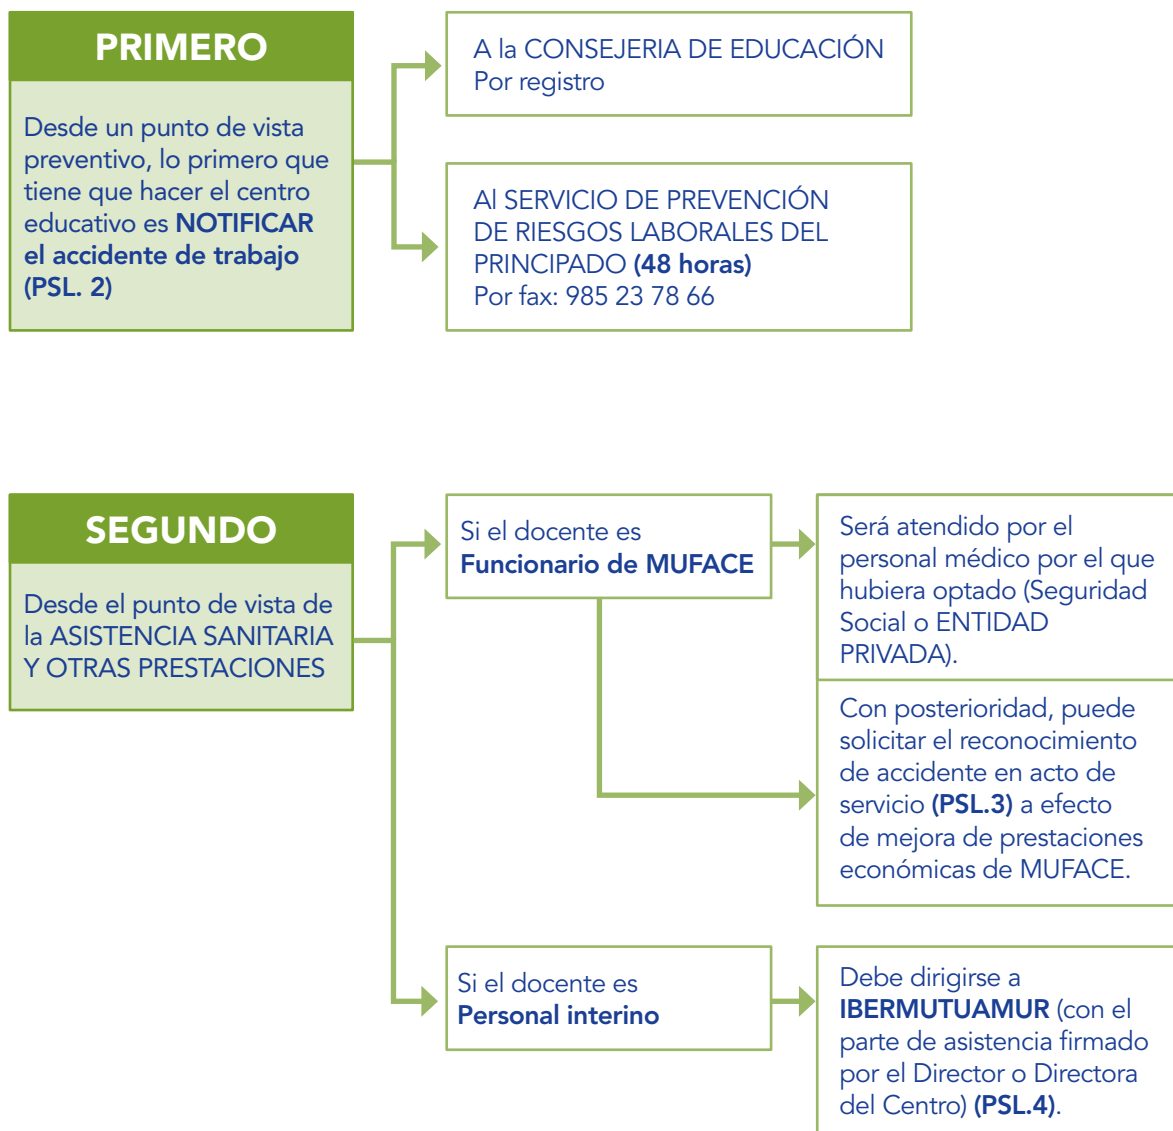 PRIMERO
Desde un punto de vista
preventivo, lo primero que
tiene que hacer el centro
educativo es NOTIFICAR
el accidente de trabajo
(PSL. 2)
A la CONSEJERIA DE EDUCACIÓN
Por registro
Al SERVICIO DE PREVENCIÓN
DE RIESGOS LABORALES DEL
PRINCIPADO (48 horas)
Por fax: 985 23 78 66
SEGUNDO
Desde el punto de vista de
la ASISTENCIA SANITARIA
Y OTRAS PRESTACIONES
Si el docente es
Funcionario de MUFACE
Será atendido por el
personal médico por el que
hubiera optado (Seguridad
Social o ENTIDAD
PRIVADA).
Con posterioridad, puede
solicitar el reconocimiento
de accidente en acto de
servicio (PSL.3) a efecto
de mejora de prestaciones
económicas de MUFACE.
Si el docente es
Personal interino
Debe dirigirse a
IBERMUTUAMUR (con el
parte de asistencia firmado
por el Director o Directora
del Centro) (PSL.4).